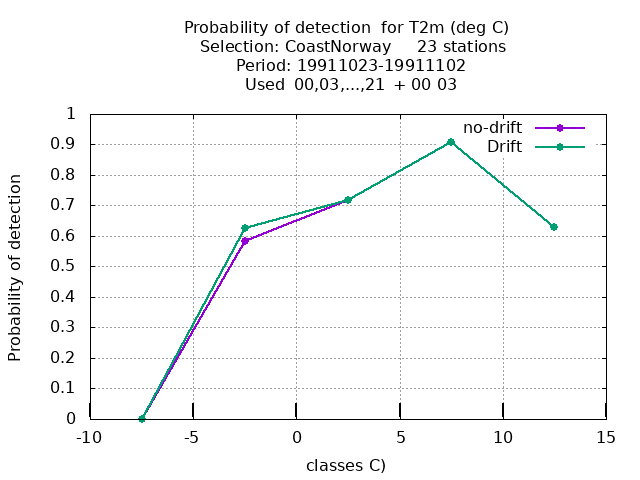 Probability of detection  for T2m (deg C)
Selection: CoastNorway     23 stations
Period: 19911023-19911102
Used  00,03,...,21  + 00 03
no-drift
Drift
Probability of detection
1
0.9
0.8
0.7
0.6
0.5
0.4
0.3
0.2
0.1
0
-10 -5 0 5 10 15
classes C)